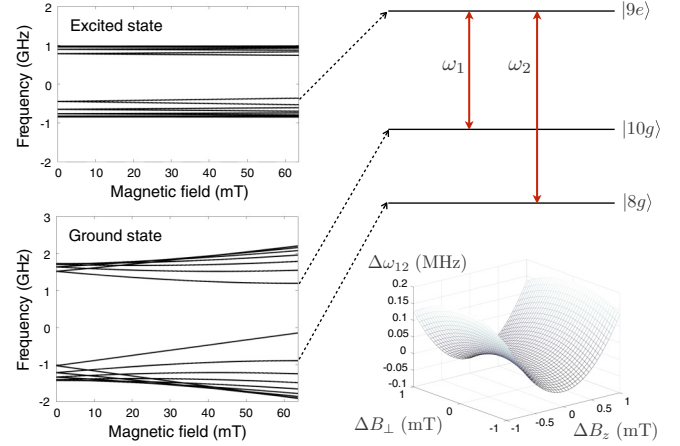 Excited state
Frequency (GHz)
2
1
0
-1
-2
0 10 20 30 40 50 60
Magnetic field (mT)
Ground state
Frequency (GHz)
3
2
1
0
-1
-2
0 10 20 30 40 50 60
Magnetic field (mT)
|9e⟩
ω₁ ω₂
|10g⟩
|8g⟩
Δω₁₂ (MHz)
0.2
0.15
0.1
0.05
0
-0.05
-0.1
1 0 -1
ΔB⊥ (mT)
-1 -0.5 0 0.5 1
ΔB_z (mT)